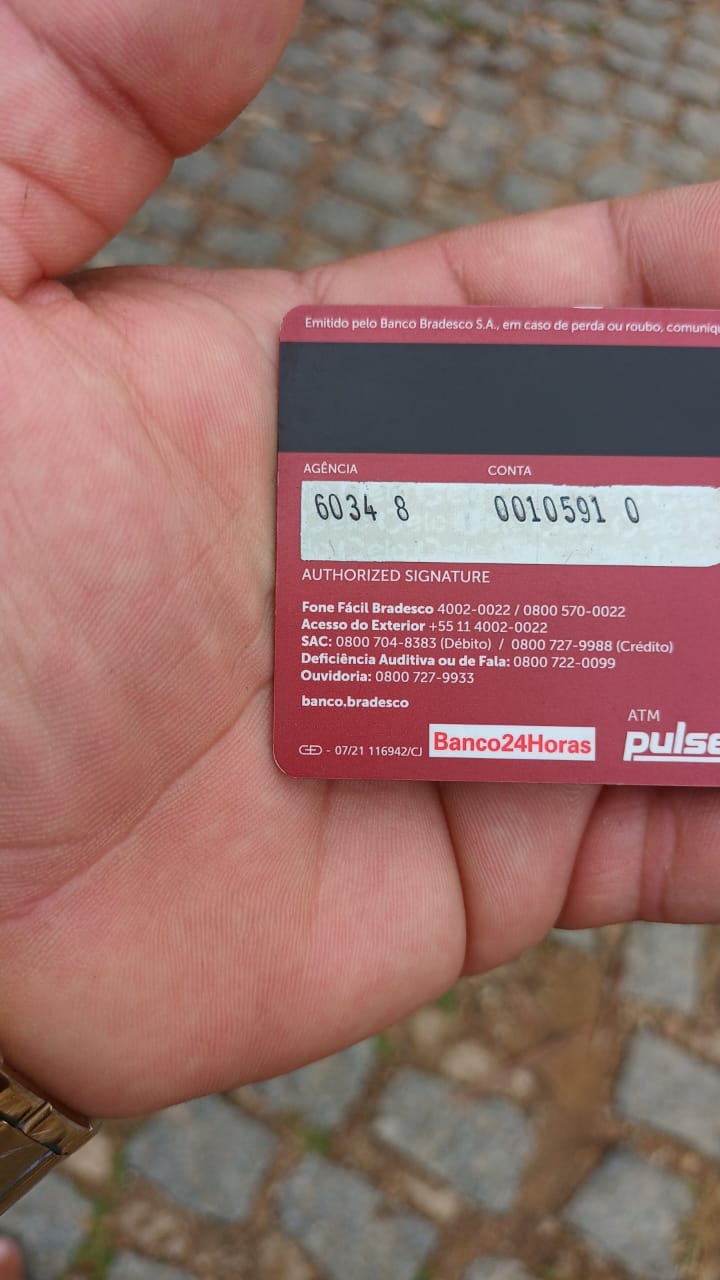 Emitido pelo Banco Bradesco S.A., em caso de perda ou roubo,
AGÊNCIA CONTA
6034 8 0010591 0
AUTHORIZED SIGNATURE
Fone Fácil Bradesco 4002-0022 / 0800 570-0022
Acesso do Exterior +55 11 4002-0022
SAC: 0800 704-8383 (Débito) / 0800 727-9988 (Crédito)
Deficiência Auditiva ou de Fala: 0800 722-0099
Ouvidoria: 0800 727-9933
banco.bradesco
ATM
- 07/21 116942/CJ Banco24Horas pulse